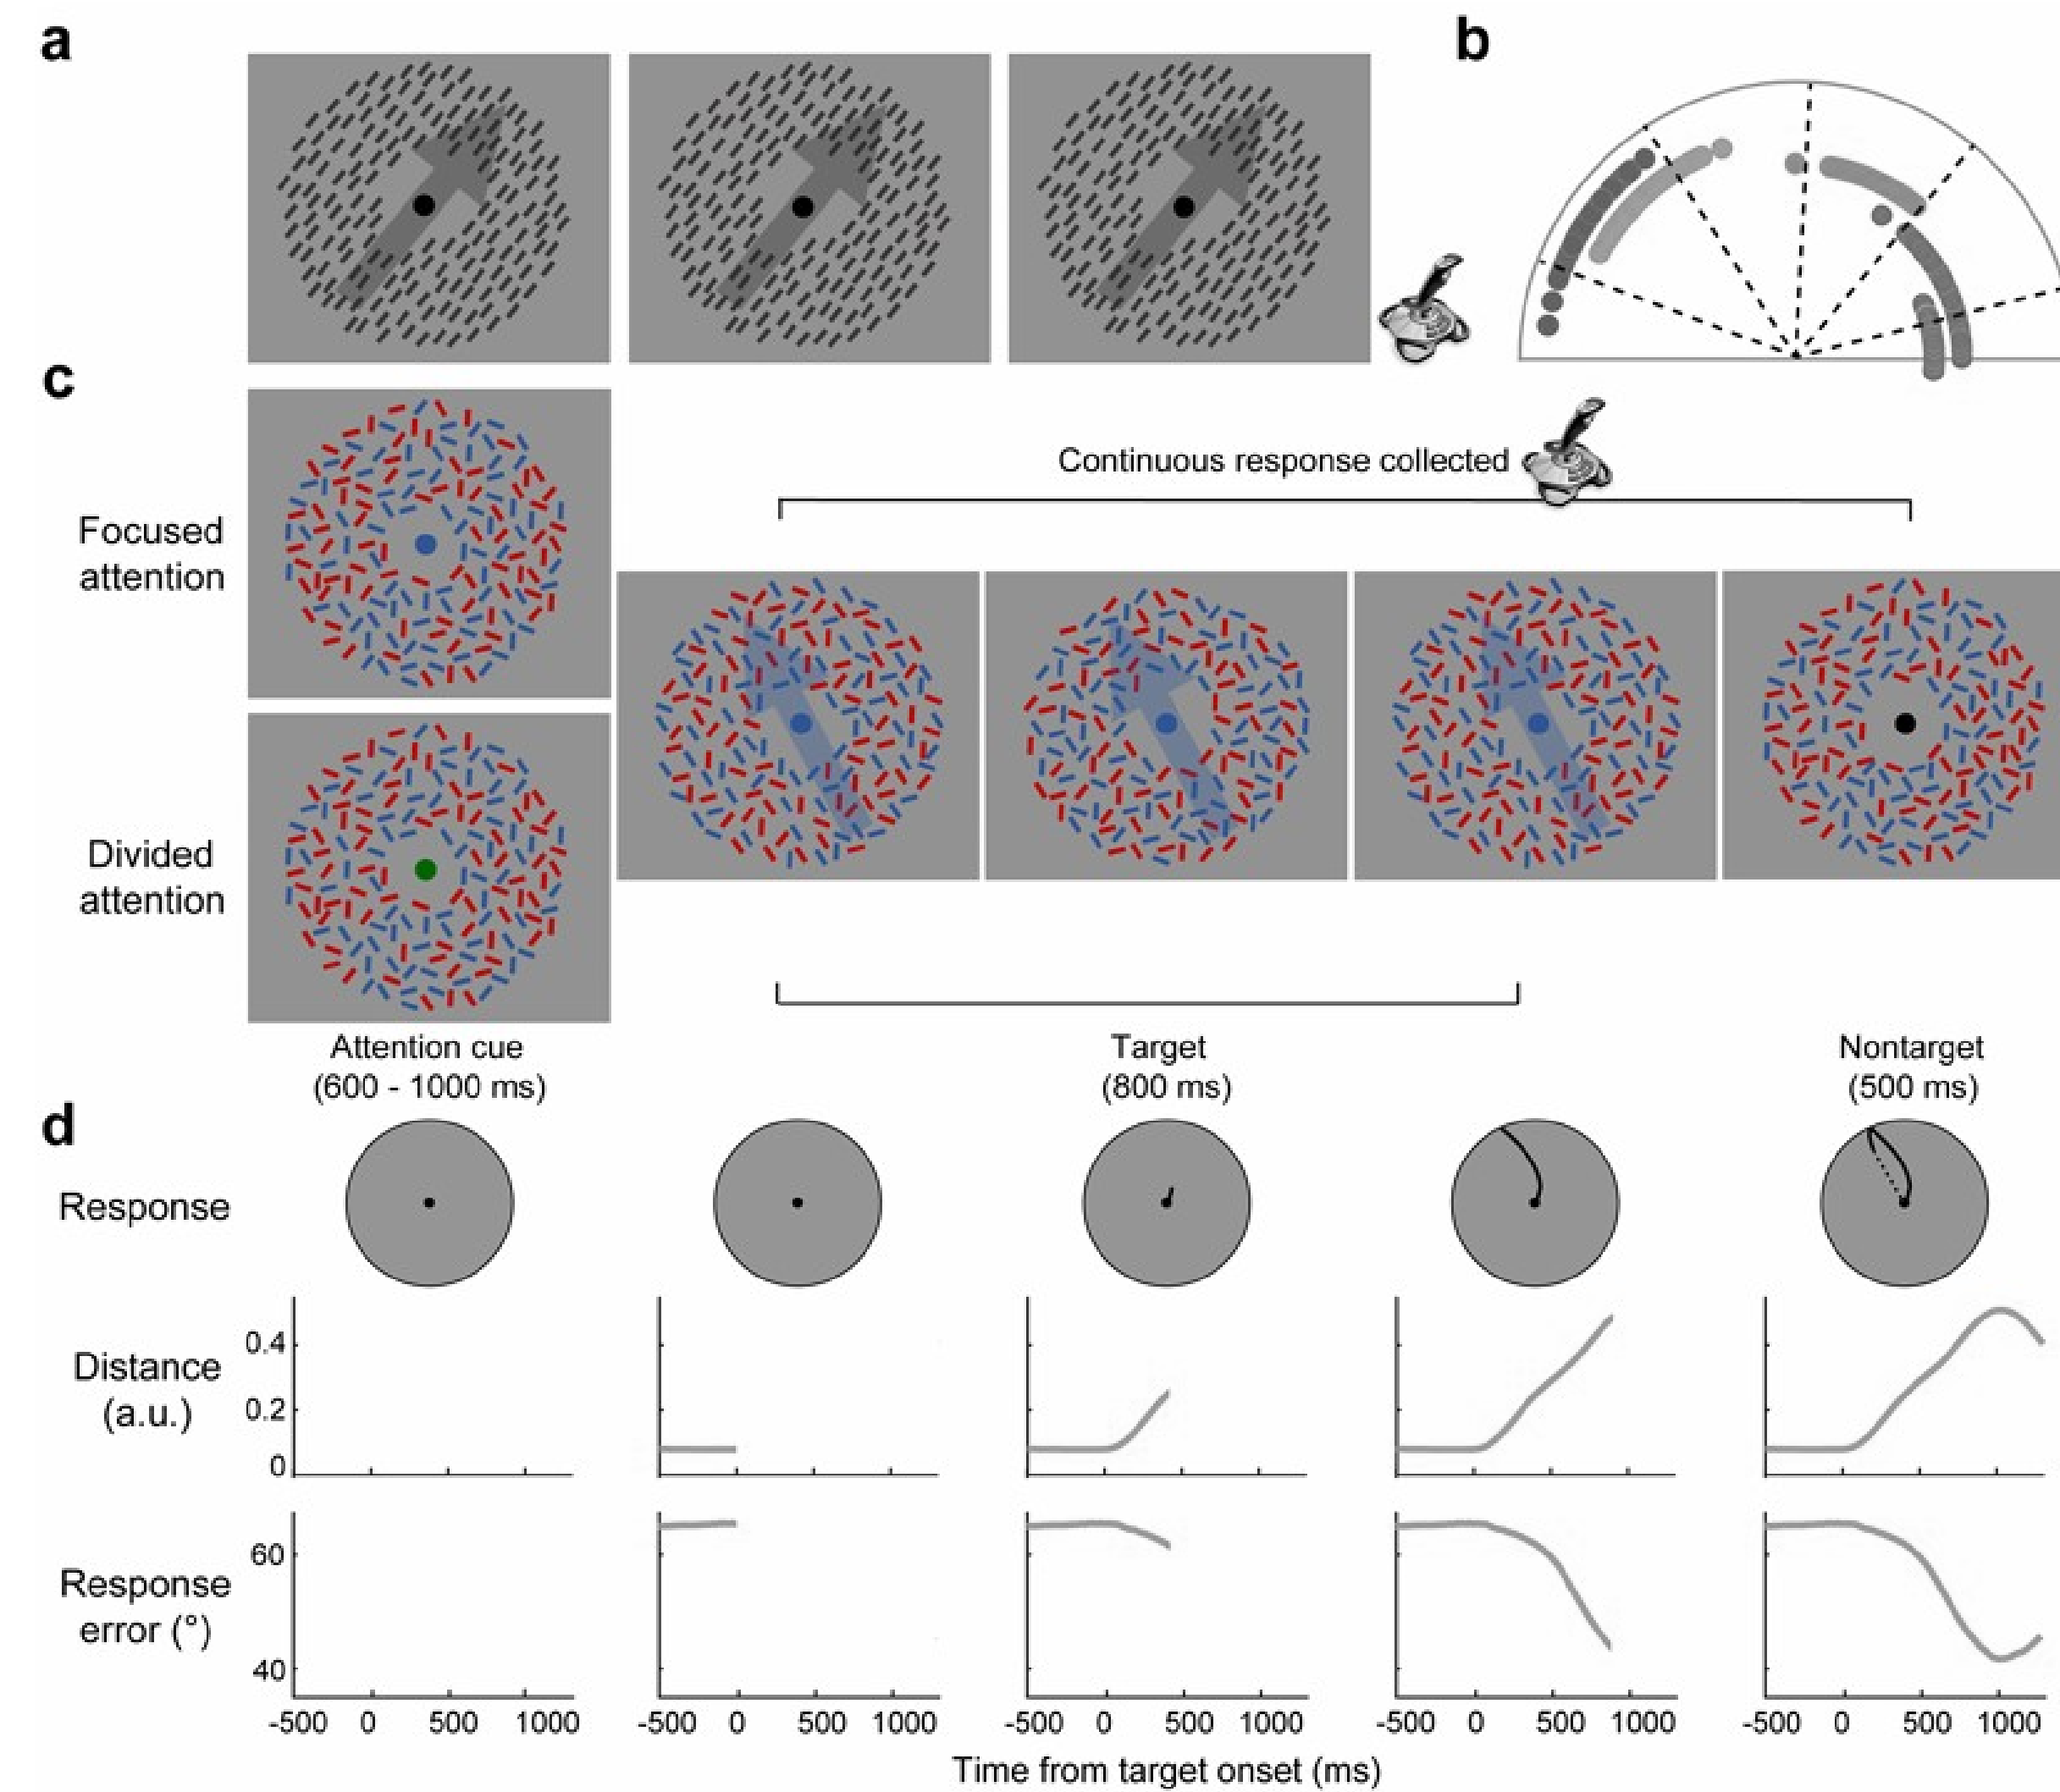 a
b
c
Continuous response collected
Focused
attention
Divided
attention
Attention cue
(600 - 1000 ms)
Target
(800 ms)
Nontarget
(500 ms)
d
Response
Distance
(a.u.)
0.4
0.2
0
Response
error (°)
60
40
-500 0 500 1000 -500 0 500 1000 -500 0 500 1000 -500 0 500 1000 -500 0 500 1000
Time from target onset (ms)